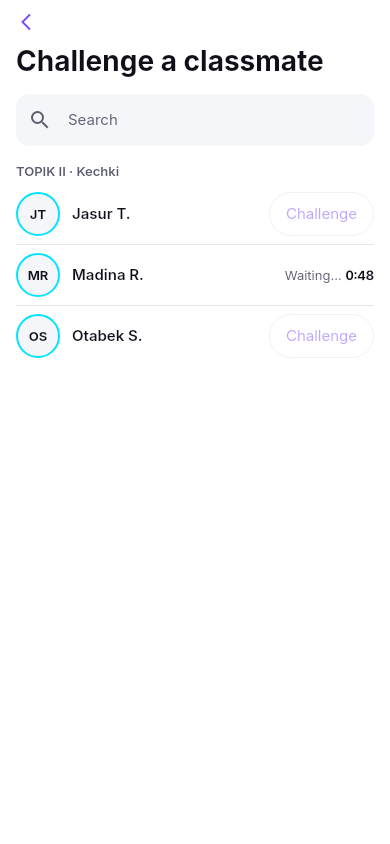 Challenge a classmate
Search
TOPIK II · Kechki
JT Jasur T. Challenge
MR Madina R. Waiting... 0:48
OS Otabek S. Challenge